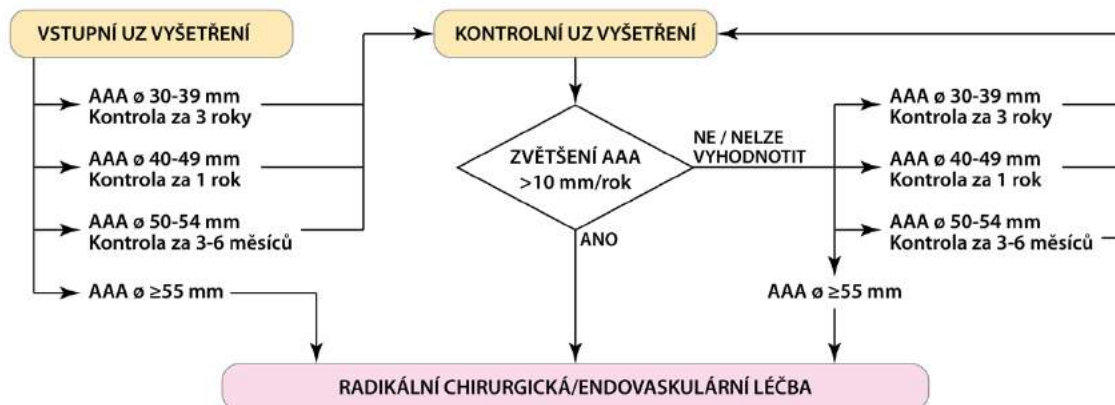 VSTUPNÍ UZ VYŠETŘENÍ
AAA ø 30-39 mm
Kontrola za 3 roky
AAA ø 40-49 mm
Kontrola za 1 rok
AAA ø 50-54 mm
Kontrola za 3-6 měsíců
AAA ø ≥55 mm
KONTROLNÍ UZ VYŠETŘENÍ
ZVĚTŠENÍ AAA
>10 mm/rok
NE / NELZE
VYHODNOTIT
ANO
AAA ø 30-39 mm
Kontrola za 3 roky
AAA ø 40-49 mm
Kontrola za 1 rok
AAA ø 50-54 mm
Kontrola za 3-6 měsíců
AAA ø ≥55 mm
RADIKÁLNÍ CHIRURGICKÁ/ENDOVASKULÁRNÍ LÉČBA